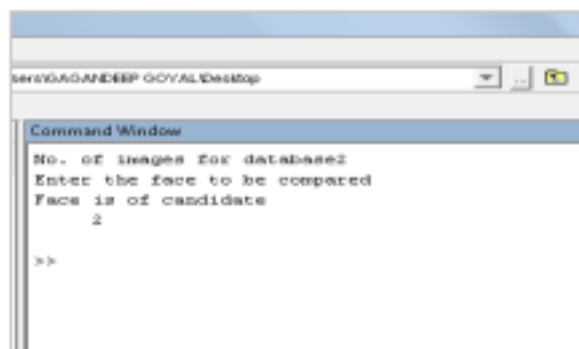 sers\GAGANDEEP GOYAL\Desktop
...
Command Window
No. of images for database2
Enter the face to be compared
Face is of candidate
2
>>